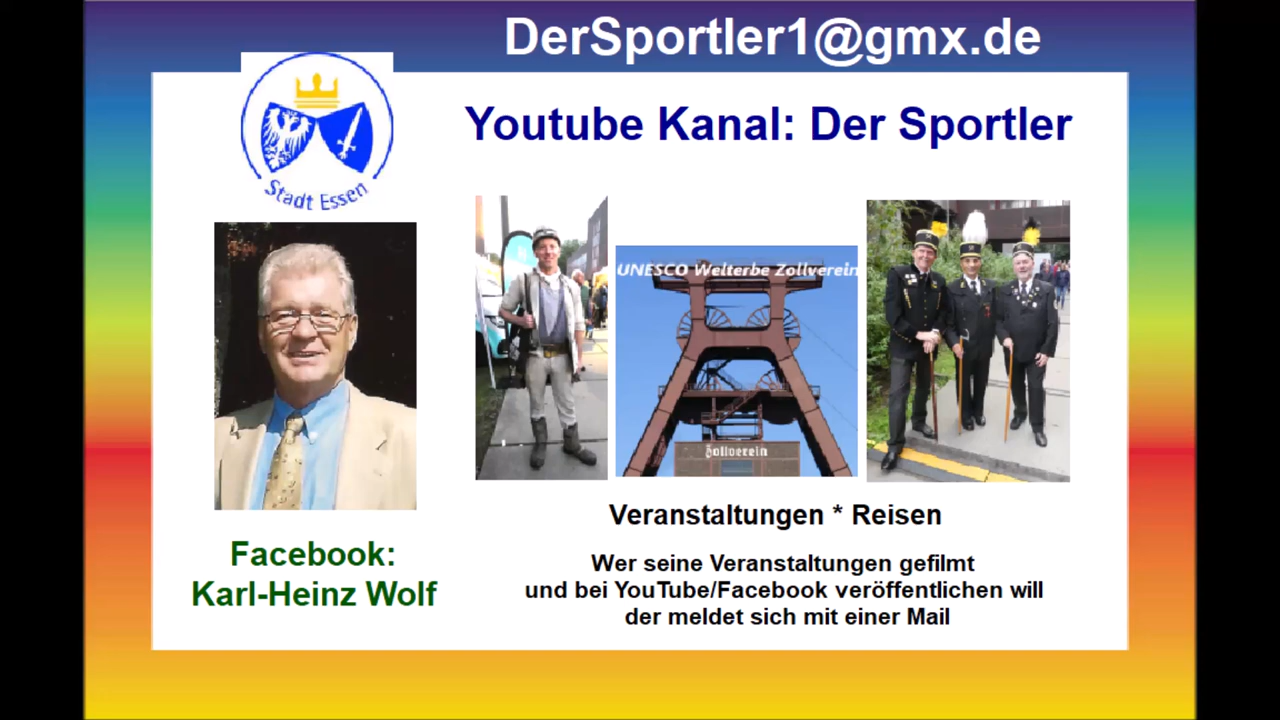 DerSportler1@gmx.de
Stadt Essen
Youtube Kanal: Der Sportler
UNESCO Welterbe Zollverein
Zollverein
Veranstaltungen * Reisen
Facebook:
Karl-Heinz Wolf
Wer seine Veranstaltungen gefilmt
und bei YouTube/Facebook veröffentlichen will
der meldet sich mit einer Mail